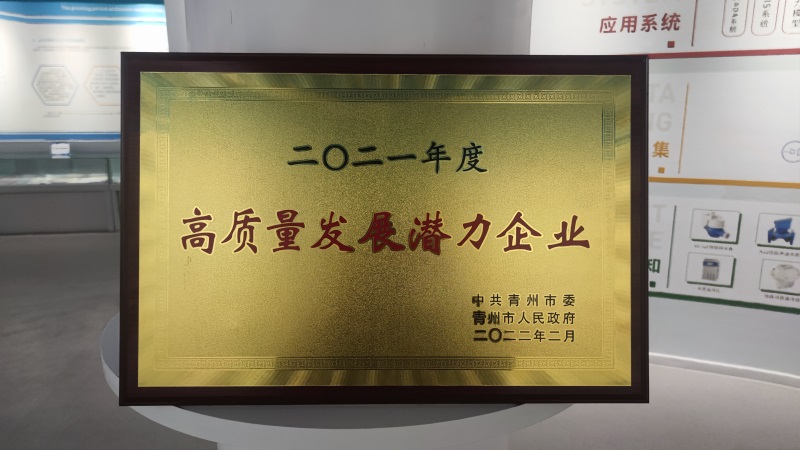 二〇二一年度
高质量发展潜力企业
中共青州市委
青州市人民政府
二〇二二年二月
应用系统
集
知